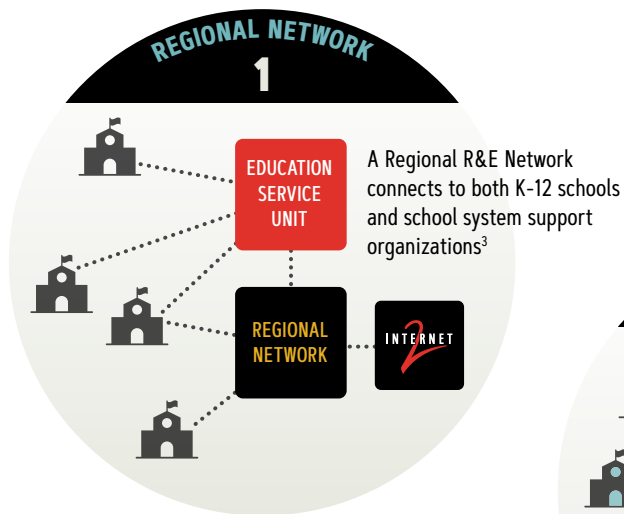 REGIONAL NETWORK
1
EDUCATION
SERVICE
UNIT
A Regional R&E Network
connects to both K-12 schools
and school system support
organizations3
REGIONAL
NETWORK
INTERNET
2